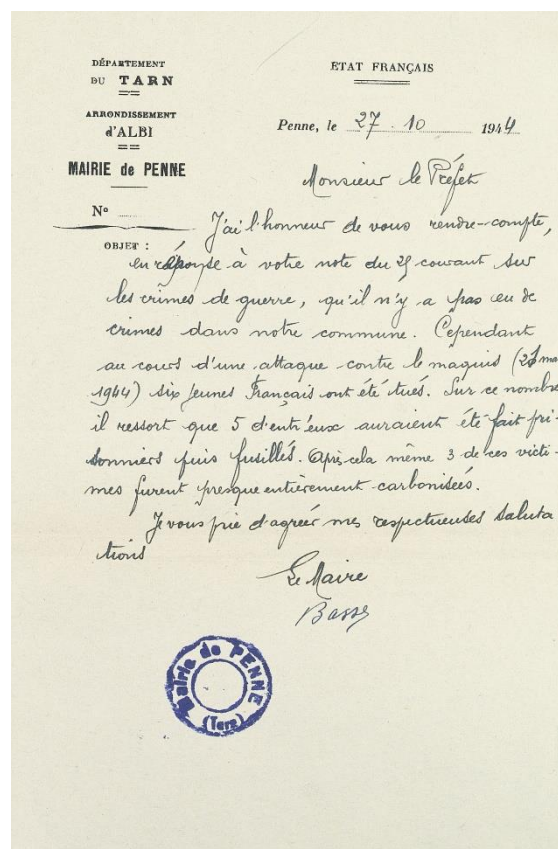 DÉPARTEMENT
DU TARN
ARRONDISSEMENT
d'ALBI
MAIRIE de PENNE
N°
OBJET :
ETAT FRANÇAIS
Penne, le 27 . 10 1944
Monsieur le Préfet
J'ai l'honneur de vous rendre-compte,
en réponse à votre note du courant sur
les crimes de guerre, qu'il n'y a pas eu de
crimes dans notre commune. Cependant
au cours d'une attaque contre le maquis (
1944) six jeunes Français ont été tués. Sur ce nombre
il ressort que 5 d'entr'eux auraient été fait pri-
sonniers puis fusillés. Après cela même 3 de ces victi-
mes furent presque entièrement carbonisées.
Je vous prie d'agréer mes respectueuses saluta
tions
Le Maire
Mairie de PENNE
(Tarn)